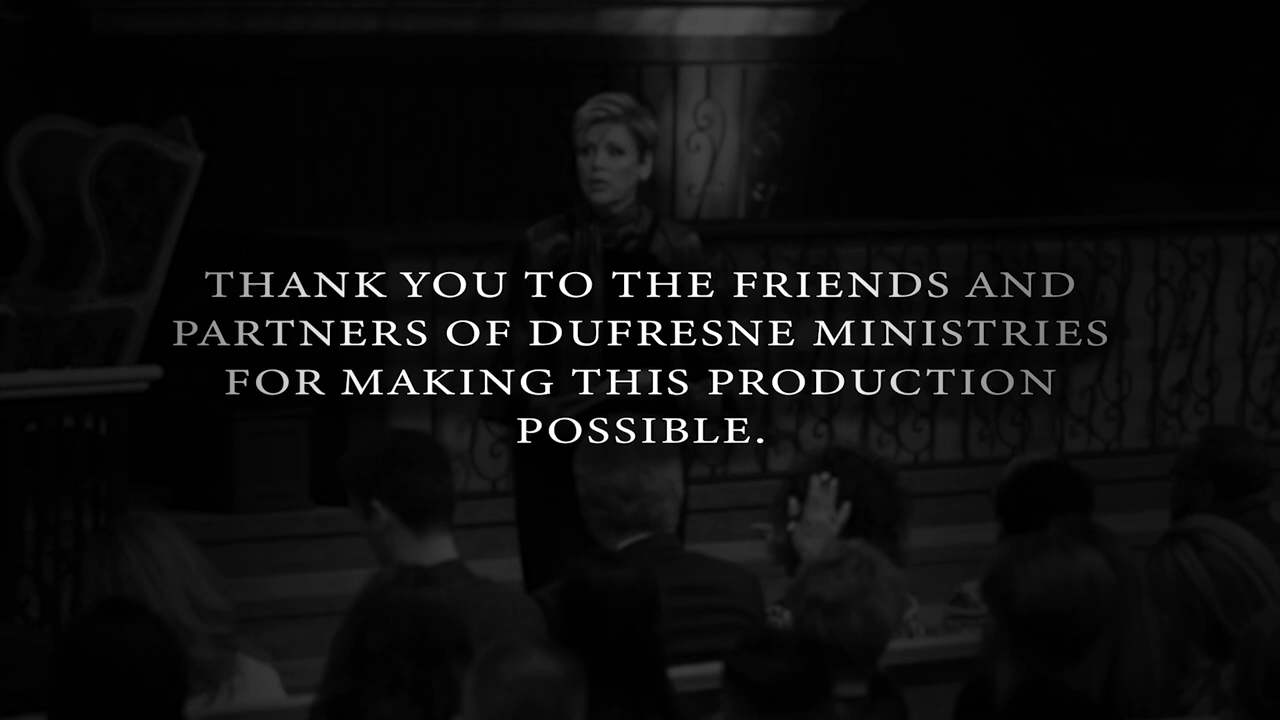 THANK YOU TO THE FRIENDS AND
PARTNERS OF DUFRESNE MINISTRIES
FOR MAKING THIS PRODUCTION
POSSIBLE.